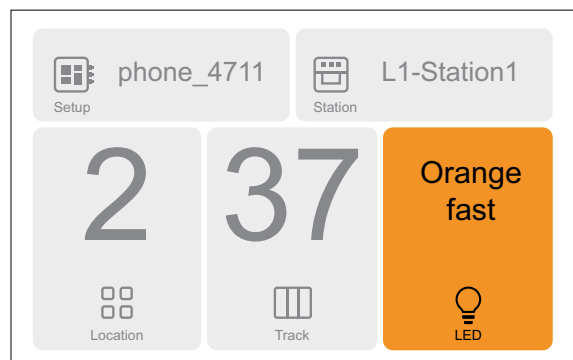 phone_4711
Setup
L1-Station1
Station
2
Location
37
Track
Orange
fast
LED